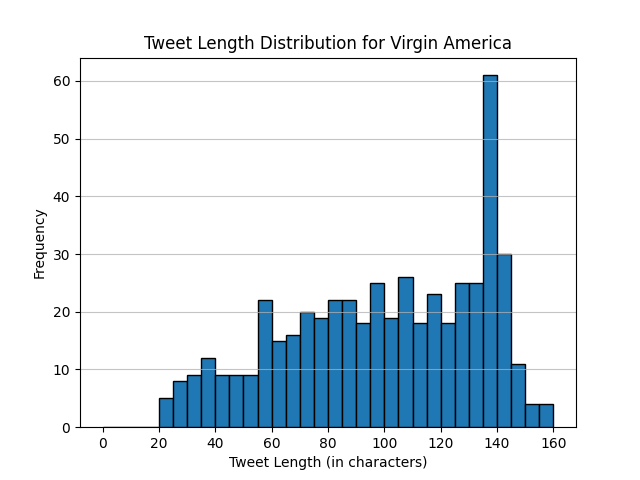 Tweet Length Distribution for Virgin America
60
50
40
30
20
10
0
Frequency
0 20 40 60 80 100 120 140 160
Tweet Length (in characters)